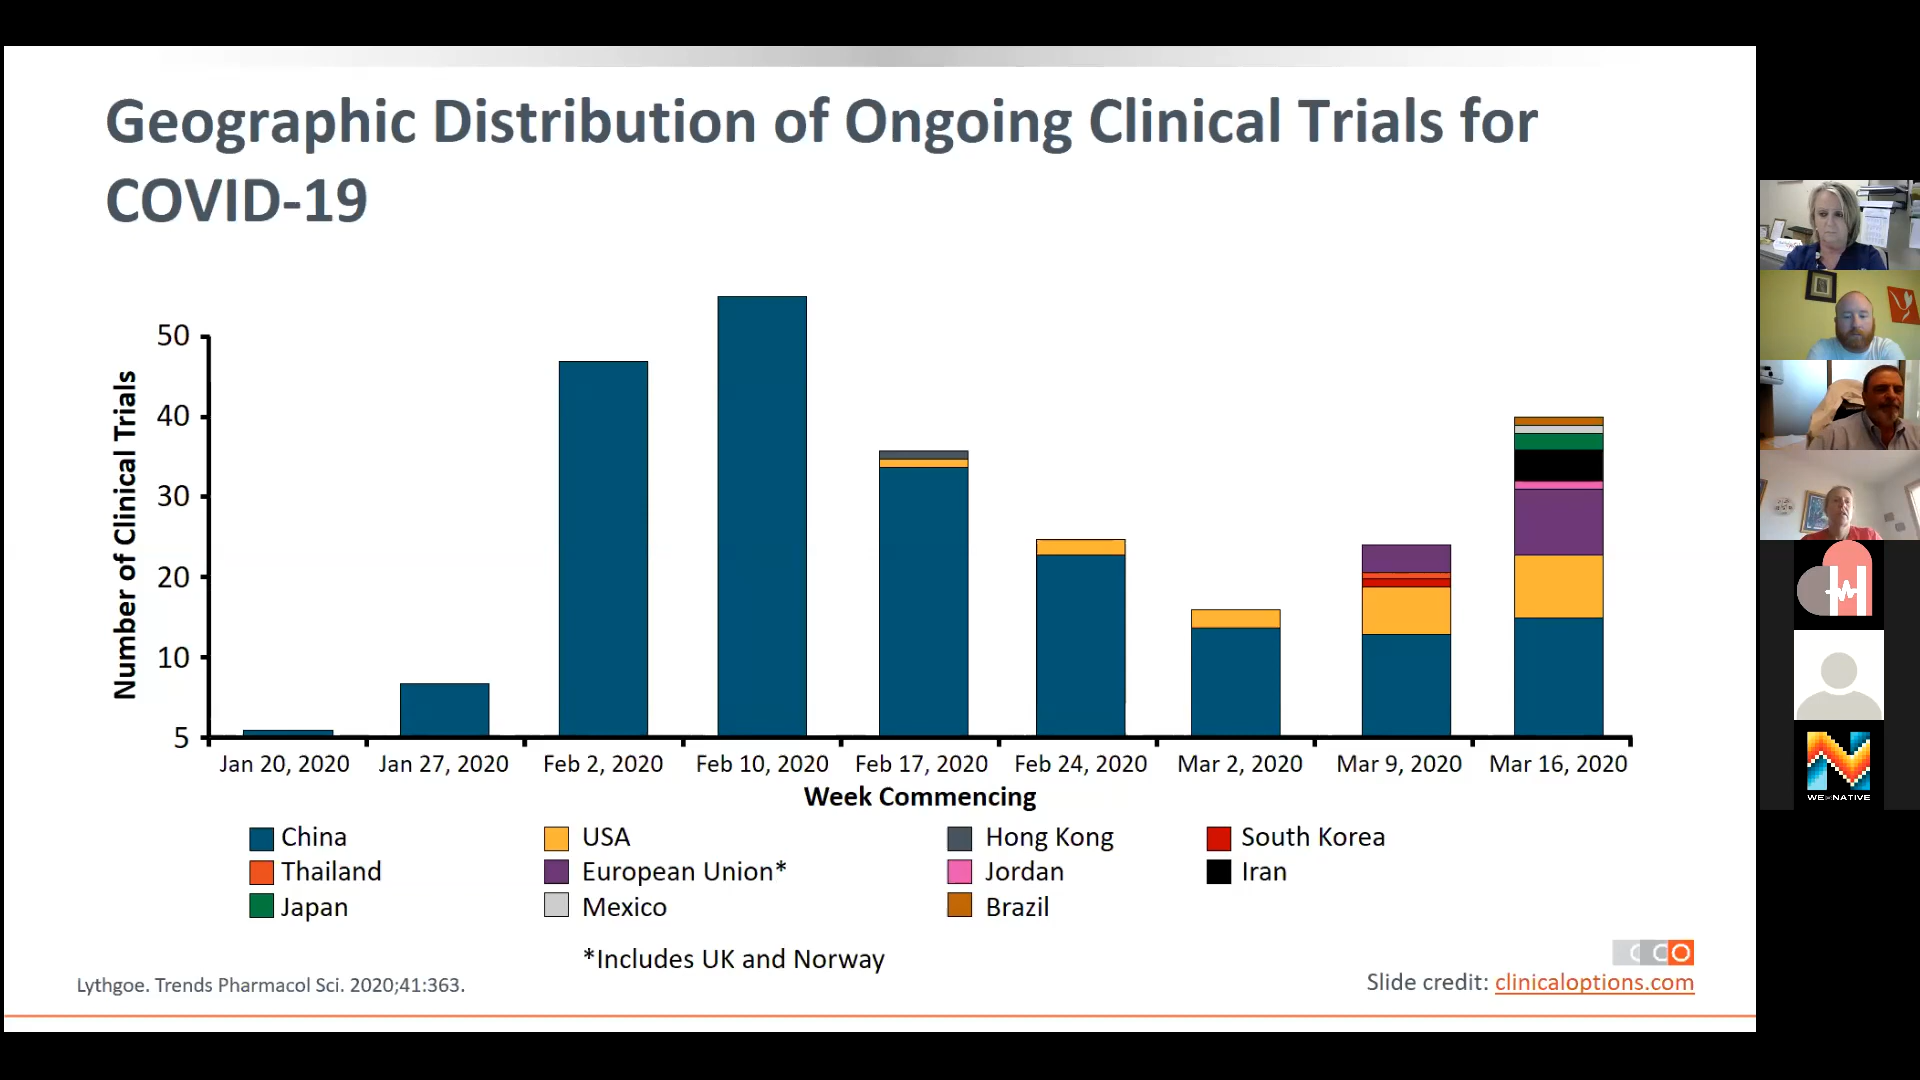 Geographic Distribution of Ongoing Clinical Trials for
COVID-19
Number of Clinical Trials
50
40
30
20
10
5
Jan 20, 2020 Jan 27, 2020 Feb 2, 2020 Feb 10, 2020 Feb 17, 2020 Feb 24, 2020 Mar 2, 2020 Mar 9, 2020 Mar 16, 2020
Week Commencing
China USA Hong Kong South Korea
Thailand European Union* Jordan Iran
Japan Mexico Brazil
*Includes UK and Norway
CCO
Lythgoe. Trends Pharmacol Sci. 2020;41:363.
Slide credit: clinicaloptions.com
H
N
WE R NATIVE